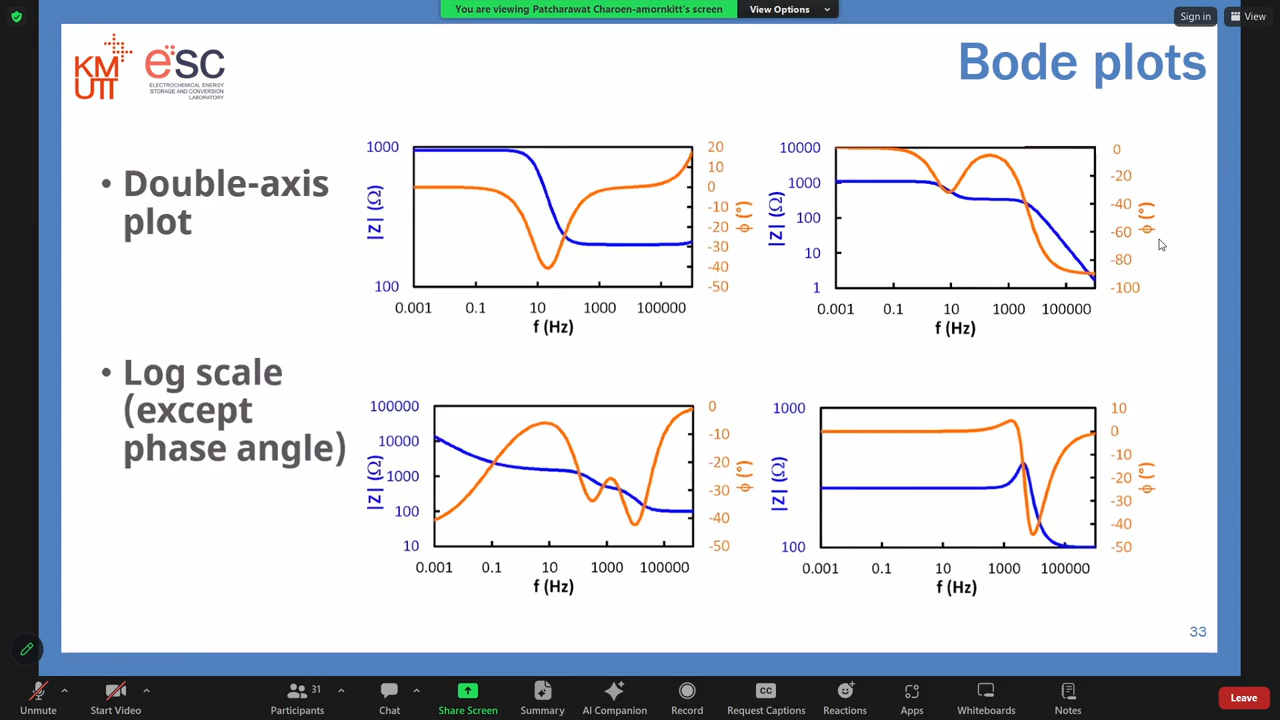 You are viewing Patcharawat Charoen-amornkitt's screen
View Options
Sign in
View
KM
UTT
esc
ELECTROCHEMICAL ENERGY
STORAGE AND CONVERSION
LABORATORY
Bode plots
• Double-axis
plot
1000
100
|Z| (Ω)
20
10
0
-10
-20
-30
-40
-50
ϕ (°)
0.001 0.1 10 1000 100000
f (Hz)
10000
1000
100
10
1
|Z| (Ω)
0
-20
-40
-60
-80
-100
ϕ (°)
0.001 0.1 10 1000 100000
f (Hz)
• Log scale
(except
phase angle)
100000
10000
1000
100
10
|Z| (Ω)
0
-10
-20
-30
-40
-50
ϕ (°)
0.001 0.1 10 1000 100000
f (Hz)
1000
100
|Z| (Ω)
10
0
-10
-20
-30
-40
-50
ϕ (°)
0.001 0.1 10 1000 100000
f (Hz)
33
Unmute
Start Video
Participants 31
Chat
Share Screen
Summary
AI Companion
Record
CC
Request Captions
Reactions
Apps
Whiteboards
Notes
Leave